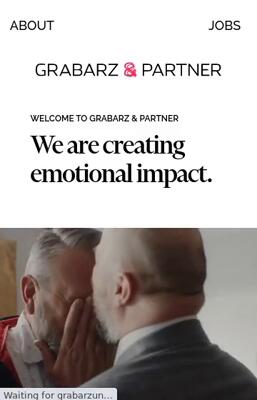 ABOUT JOBS
GRABARZ & PARTNER
WELCOME TO GRABARZ & PARTNER
We are creating
emotional impact.
Waiting for grabarzun...